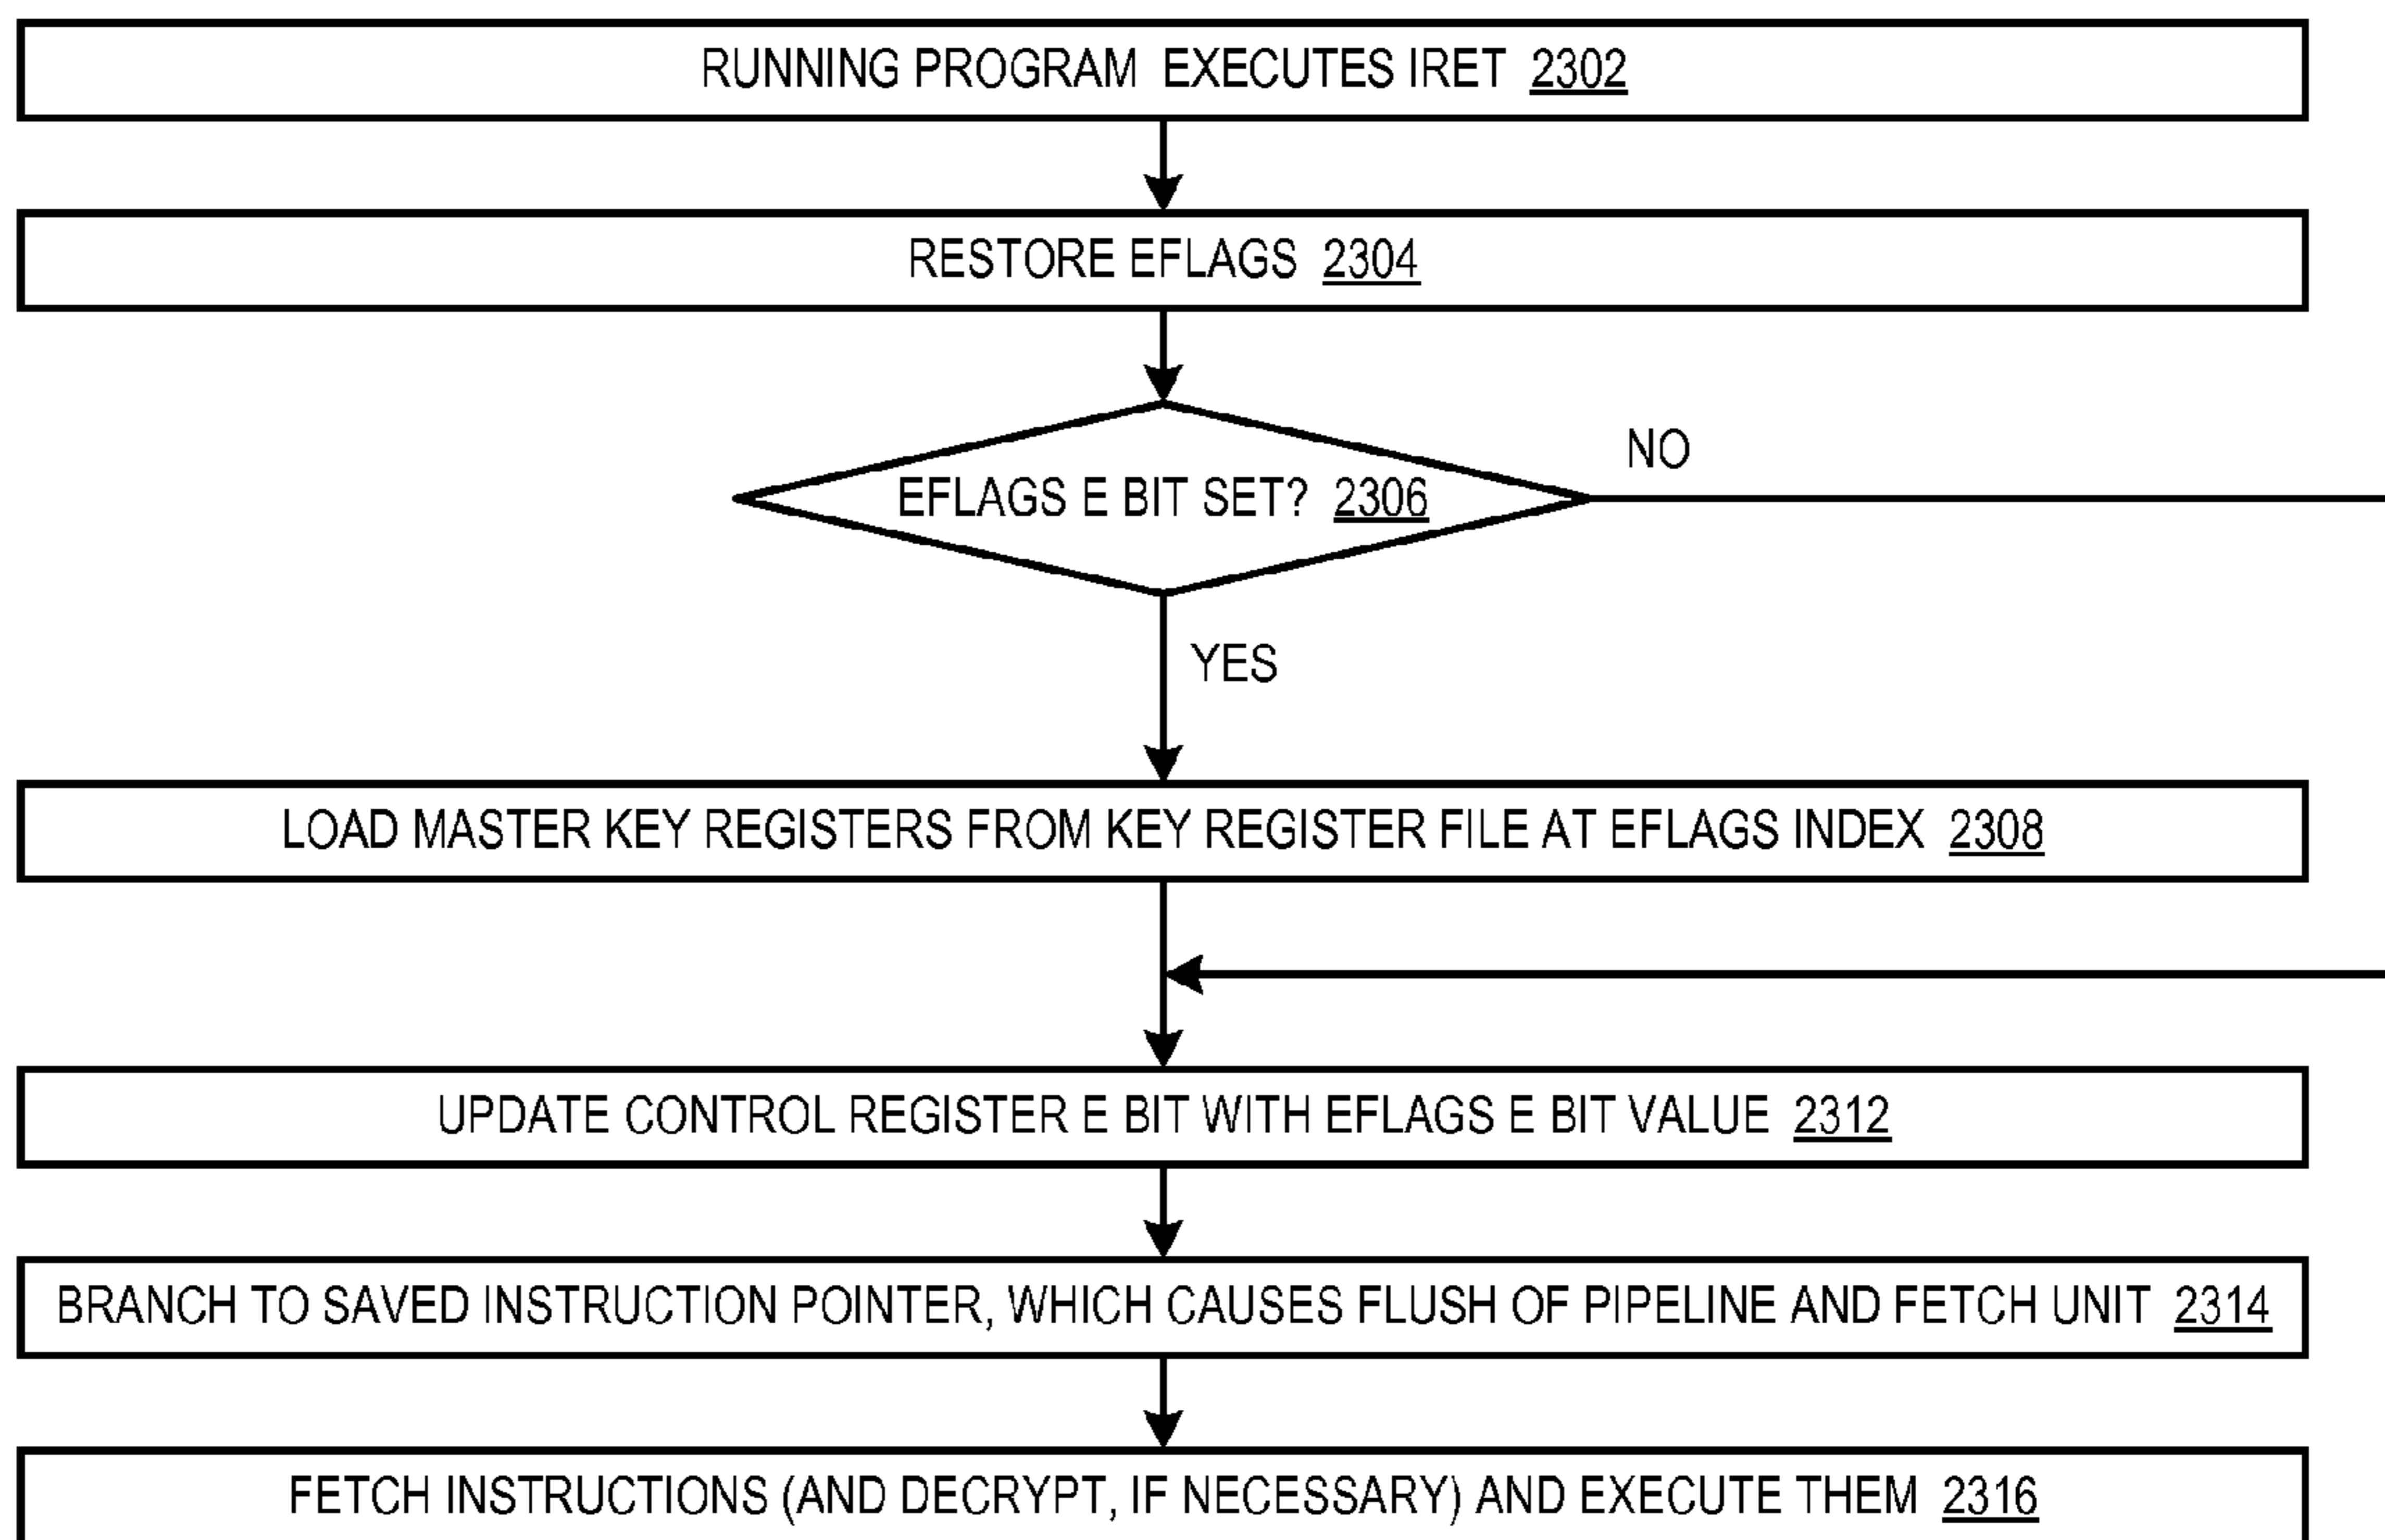 RUNNING PROGRAM EXECUTES IRET 2302
RESTORE EFLAGS 2304
NO
EFLAGS E BIT SET? 2306
YES
LOAD MASTER KEY REGISTERS FROM KEY REGISTER FILE AT EFLAGS INDEX 2308
UPDATE CONTROL REGISTER E BIT WITH EFLAGS E BIT VALUE 2312
BRANCH TO SAVED INSTRUCTION POINTER, WHICH CAUSES FLUSH OF PIPELINE AND FETCH UNIT 2314
FETCH INSTRUCTIONS (AND DECRYPT, IF NECESSARY) AND EXECUTE THEM 2316